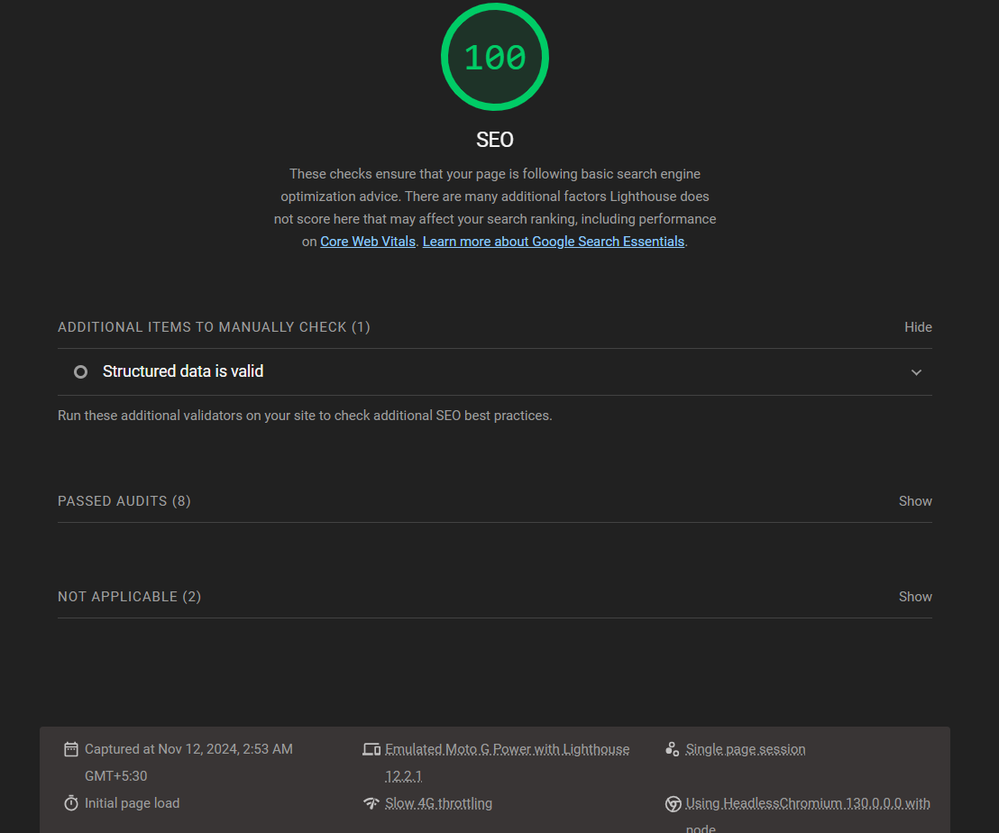 100
SEO
These checks ensure that your page is following basic search engine
optimization advice. There are many additional factors Lighthouse does
not score here that may affect your search ranking, including performance
on Core Web Vitals. Learn more about Google Search Essentials.
ADDITIONAL ITEMS TO MANUALLY CHECK (1)
Hide
Structured data is valid
Run these additional validators on your site to check additional SEO best practices.
PASSED AUDITS (8)
Show
NOT APPLICABLE (2)
Show
Captured at Nov 12, 2024, 2:53 AM
GMT+5:30
Emulated Moto G Power with Lighthouse
12.2.1
Single page session
Initial page load
Slow 4G throttling
Using HeadlessChromium 130.0.0.0 with
node